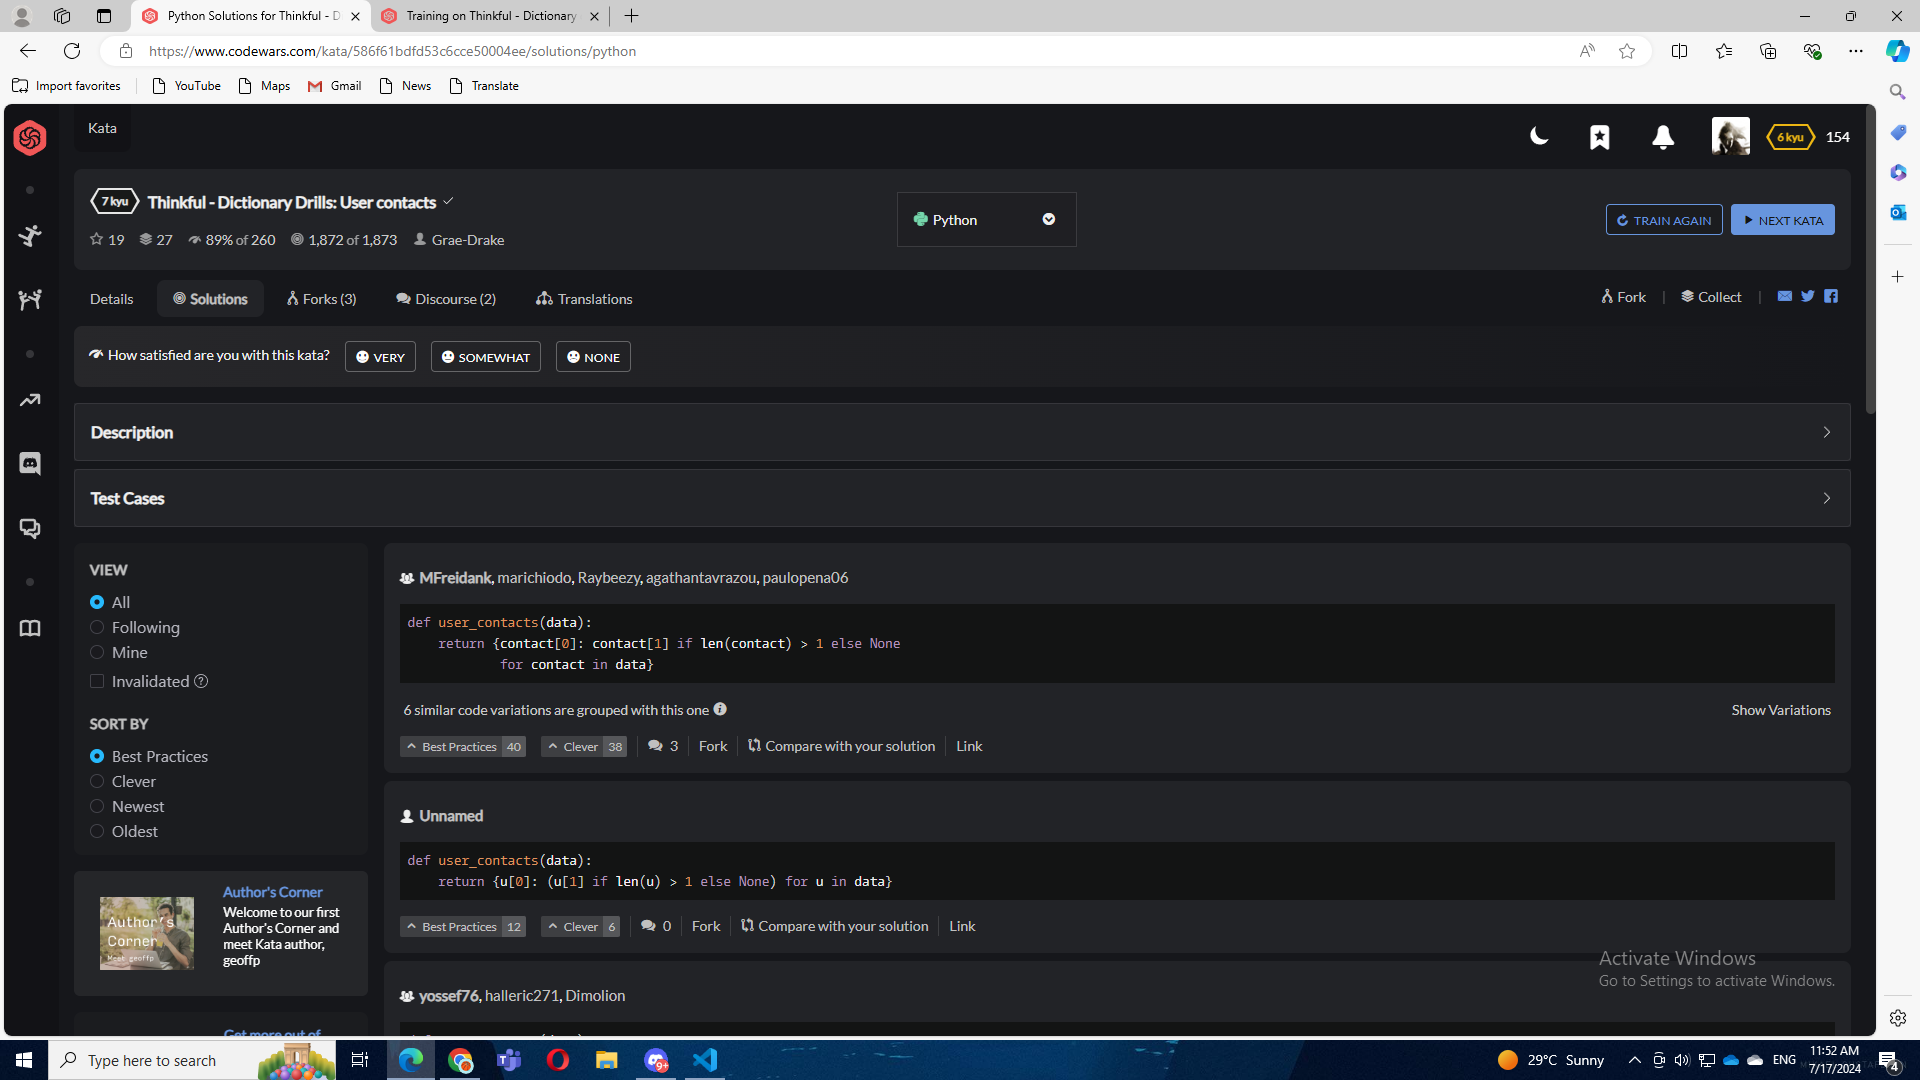 Python Solutions for Thinkful - D
Training on Thinkful - Dictionary
https://www.codewars.com/kata/586f61bdfd53c6cce50004ee/solutions/python
Import favorites
YouTube
Maps
Gmail
News
Translate
Kata
6 kyu
154
7 kyu
Thinkful - Dictionary Drills: User contacts
19
27
89% of 260
1,872 of 1,873
Grae-Drake
Python
TRAIN AGAIN
NEXT KATA
Details
Solutions
Forks (3)
Discourse (2)
Translations
Fork
Collect
How satisfied are you with this kata?
VERY
SOMEWHAT
NONE
Description
Test Cases
VIEW
All
Following
Mine
Invalidated
SORT BY
Best Practices
Clever
Newest
Oldest
Author's
Corner
Meet geoffp
Author's Corner
Welcome to our first
Author's Corner and
meet Kata author,
geoffp
Get more out of
MFreidank, marichiodo, Raybeezy, agathantavrazou, paulopena06
def user_contacts(data):
return {contact[0]: contact[1] if len(contact) > 1 else None
for contact in data}
6 similar code variations are grouped with this one
Show Variations
Best Practices 40
Clever 38
3
Fork
Compare with your solution
Link
Unnamed
def user_contacts(data):
return {u[0]: (u[1] if len(u) > 1 else None) for u in data}
Best Practices 12
Clever 6
0
Fork
Compare with your solution
Link
yossef76, halleric271, Dimolion
Activate Windows
Go to Settings to activate Windows.
Type here to search
9+
29°C Sunny
ENG
11:52 AM
7/17/2024
4